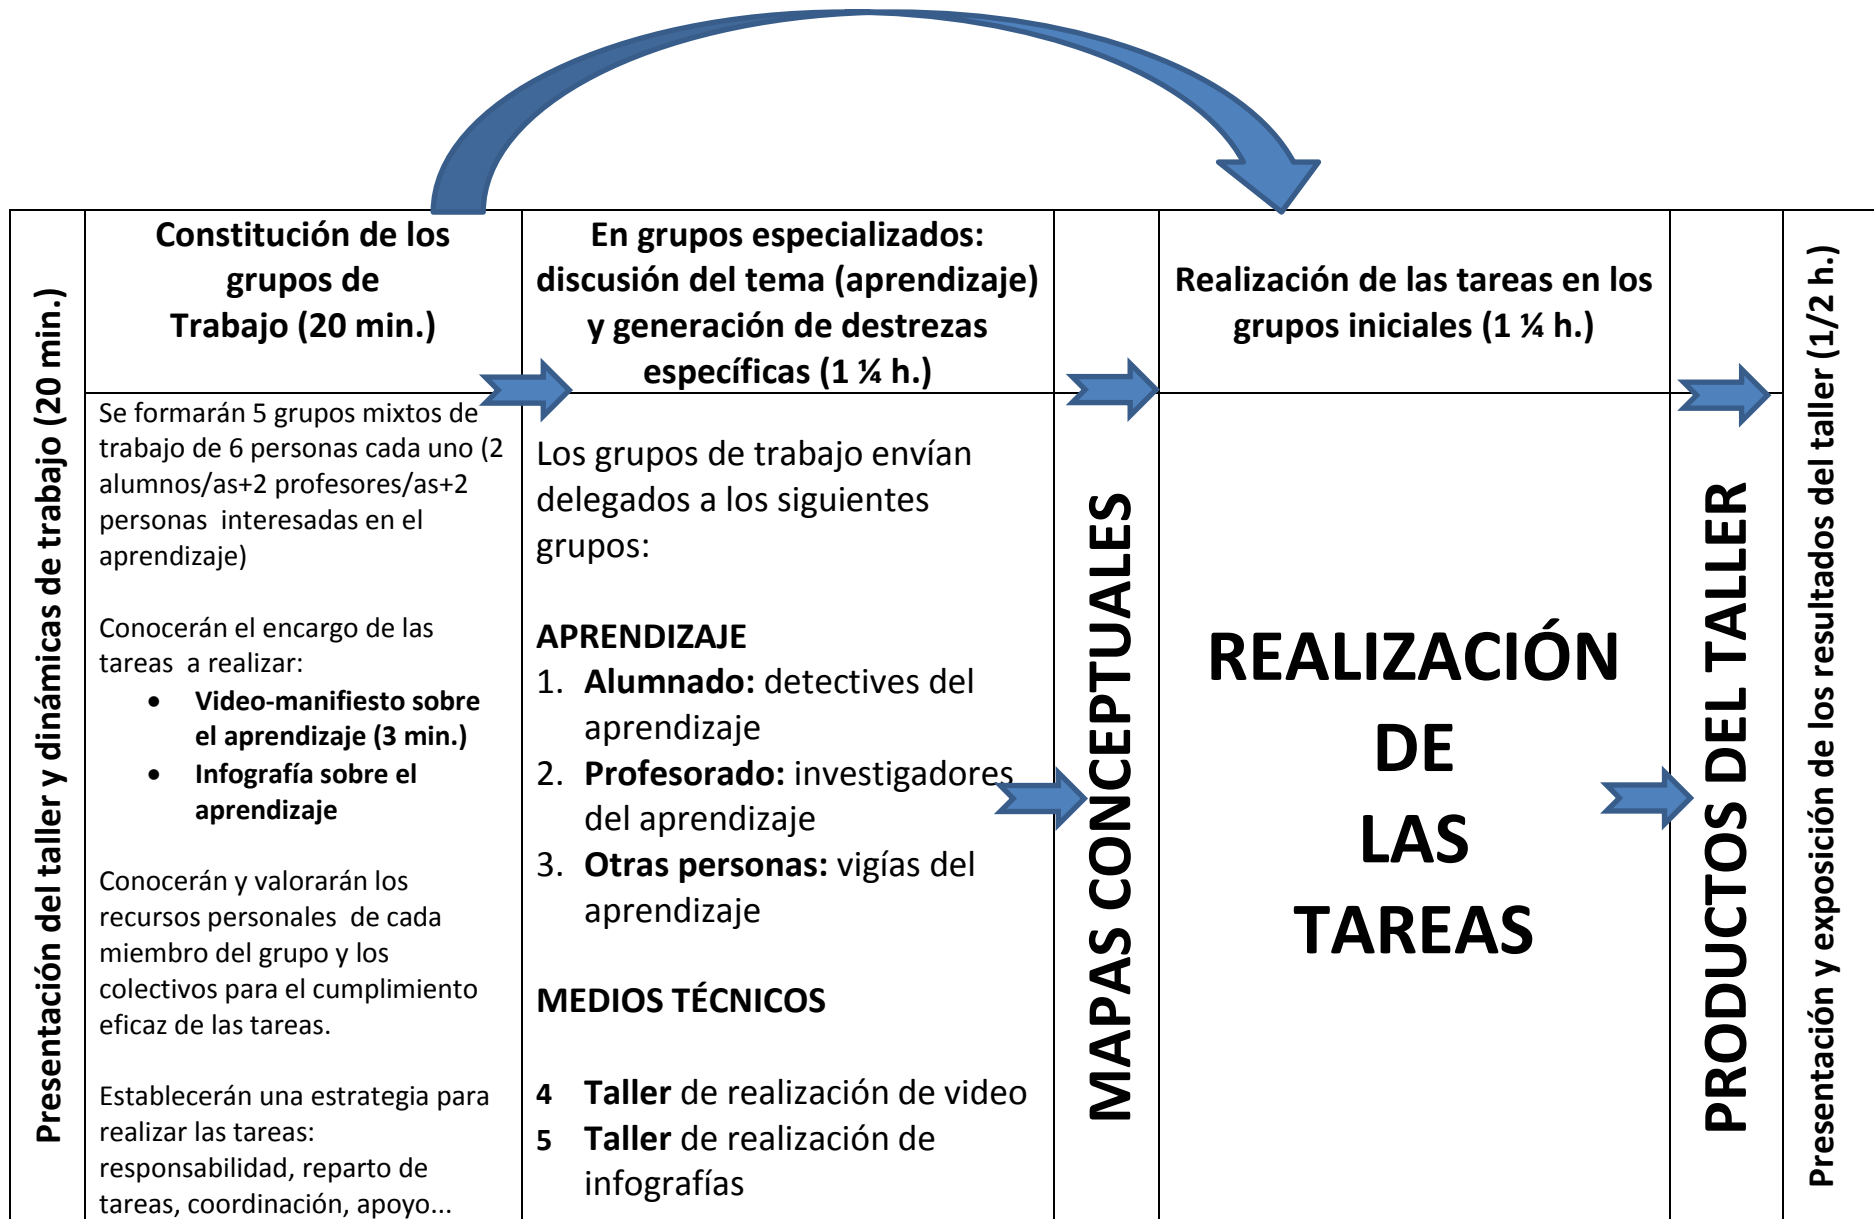 Presentación del taller y dinámicas de trabajo (20 min.)
Constitución de los
grupos de
Trabajo (20 min.)
Se formarán 5 grupos mixtos de
trabajo de 6 personas cada uno (2
alumnos/as+2 profesores/as+2
personas interesadas en el
aprendizaje)
Conocerán el encargo de las
tareas a realizar:
• Video-manifiesto sobre
el aprendizaje (3 min.)
• Infografía sobre el
aprendizaje
Conocerán y valorarán los
recursos personales de cada
miembro del grupo y los
colectivos para el cumplimiento
eficaz de las tareas.
Establecerán una estrategia para
realizar las tareas:
responsabilidad, reparto de
tareas, coordinación, apoyo...
En grupos especializados:
discusión del tema (aprendizaje)
y generación de destrezas
específicas (1 ¼ h.)
Los grupos de trabajo envían
delegados a los siguientes
grupos:
APRENDIZAJE
1. Alumnado: detectives del
aprendizaje
2. Profesorado: investigadores
del aprendizaje
3. Otras personas: vigías del
aprendizaje
MEDIOS TÉCNICOS
4 Taller de realización de video
5 Taller de realización de
infografías
MAPAS CONCEPTUALES
Realización de las tareas en los
grupos iniciales (1 ¼ h.)
REALIZACIÓN
DE
LAS
TAREAS
PRODUCTOS DEL TALLER
Presentación y exposición de los resultados del taller (1/2 h.)